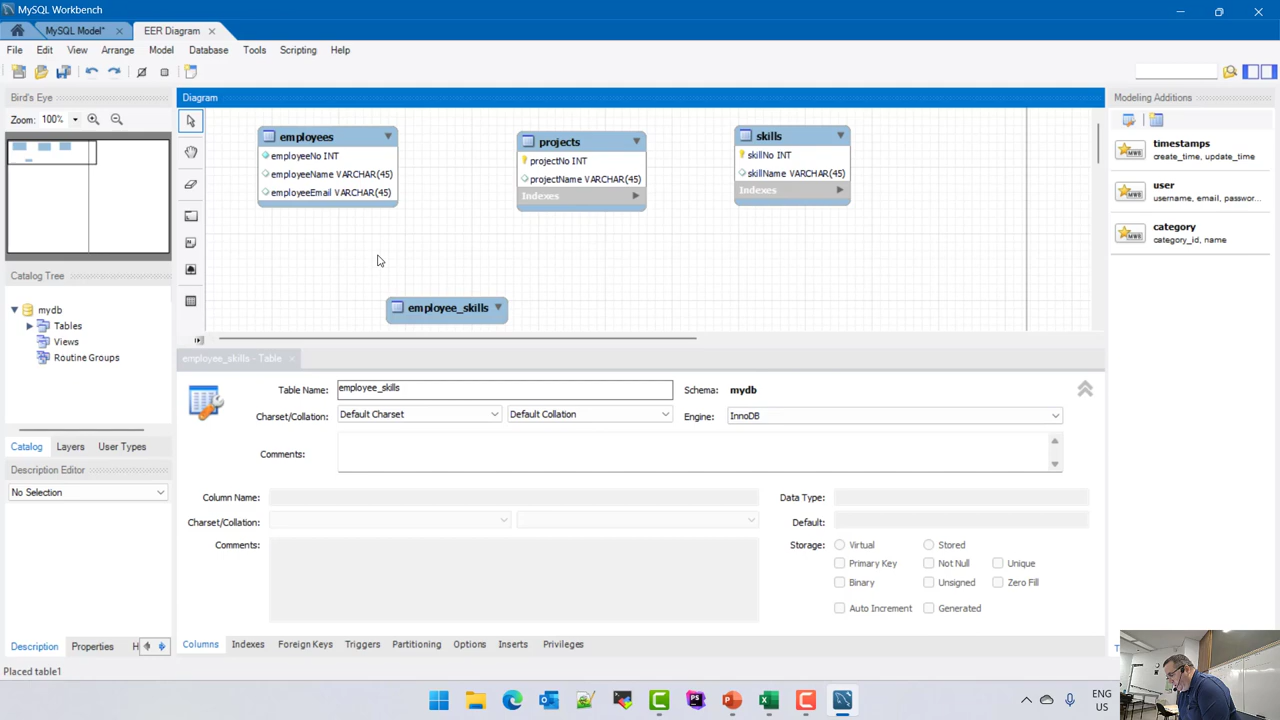 MySQL Workbench
MySQL Model* × EER Diagram ×
File Edit View Arrange Model Database Tools Scripting Help
Bird's Eye
Zoom: 100%
Diagram
Modeling Additions
employees
employeeNo INT
employeeName VARCHAR(45)
employeeEmail VARCHAR(45)
projects
projectNo INT
projectName VARCHAR(45)
Indexes
skills
skillNo INT
skillName VARCHAR(45)
Indexes
employee_skills
timestamps
create_time, update_time
user
username, email, passwor...
category
category_id, name
Catalog Tree
mydb
Tables
Views
Routine Groups
Catalog Layers User Types
Description Editor
No Selection
Description Properties H
employee_skills - Table ×
Table Name: employee_skills Schema: mydb
Charset/Collation: Default Charset Default Collation Engine: InnoDB
Comments:
Column Name: Data Type:
Charset/Collation: Default:
Comments: Storage: Virtual Stored
Primary Key Not Null Unique
Binary Unsigned Zero Fill
Auto Increment Generated
Columns Indexes Foreign Keys Triggers Partitioning Options Inserts Privileges
Placed table1
ENG
US